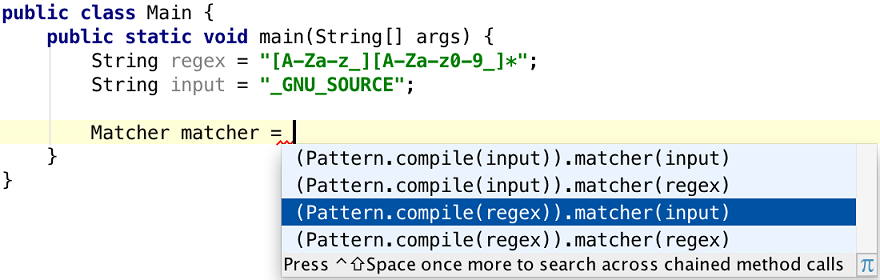 public class Main {
    public static void main(String[] args) {
        String regex = "[A-Za-z_][A-Za-z0-9_]*";
        String input = "_GNU_SOURCE";
        Matcher matcher =
(Pattern.compile(input)).matcher(input)
(Pattern.compile(input)).matcher(regex)
(Pattern.compile(regex)).matcher(input)
(Pattern.compile(regex)).matcher(regex)
Press ^⇧Space once more to search across chained method calls π
    }
}